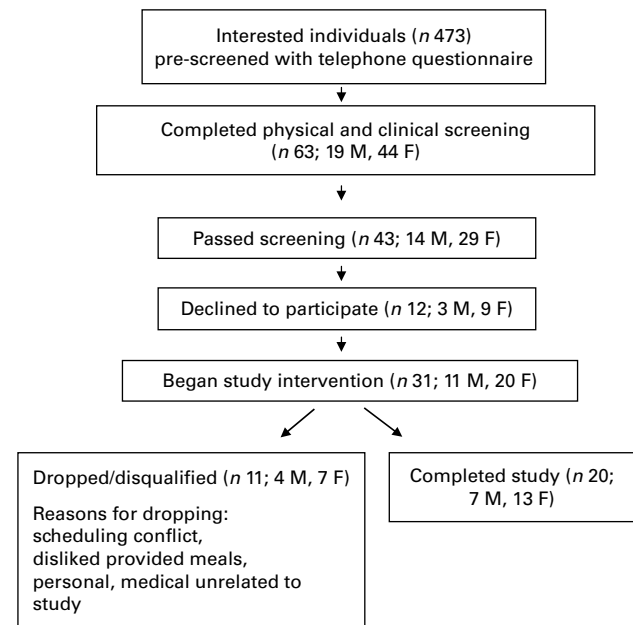 Interested individuals (n 473)
pre-screened with telephone questionnaire
Completed physical and clinical screening
(n 63; 19 M, 44 F)
Passed screening (n 43; 14 M, 29 F)
Declined to participate (n 12; 3 M, 9 F)
Began study intervention (n 31; 11 M, 20 F)
Dropped/disqualified (n 11; 4 M, 7 F)
Reasons for dropping:
scheduling conflict,
disliked provided meals,
personal, medical unrelated to
study
Completed study (n 20;
7 M, 13 F)